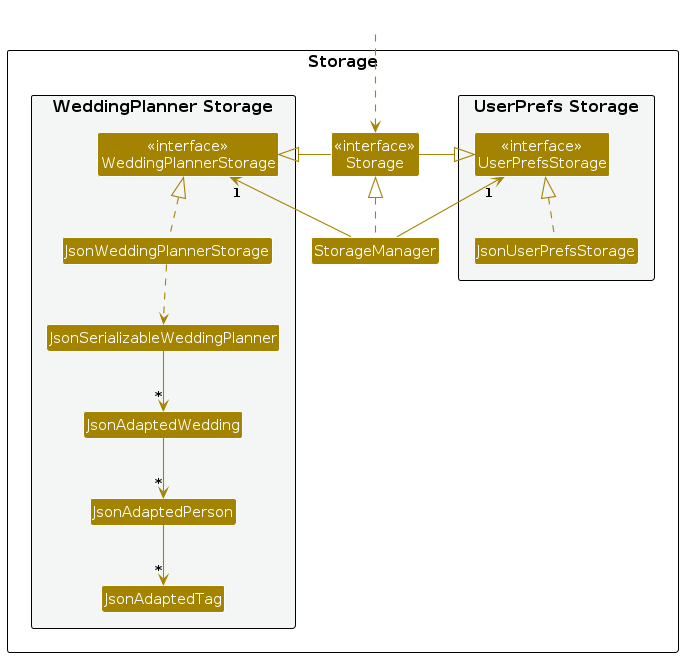 Storage
WeddingPlanner Storage
UserPrefs Storage
«interface»
WeddingPlannerStorage
«interface»
Storage
«interface»
UserPrefsStorage
1
1
JsonWeddingPlannerStorage
StorageManager
JsonUserPrefsStorage
JsonSerializableWeddingPlanner
*
JsonAdaptedWedding
*
JsonAdaptedPerson
*
JsonAdaptedTag